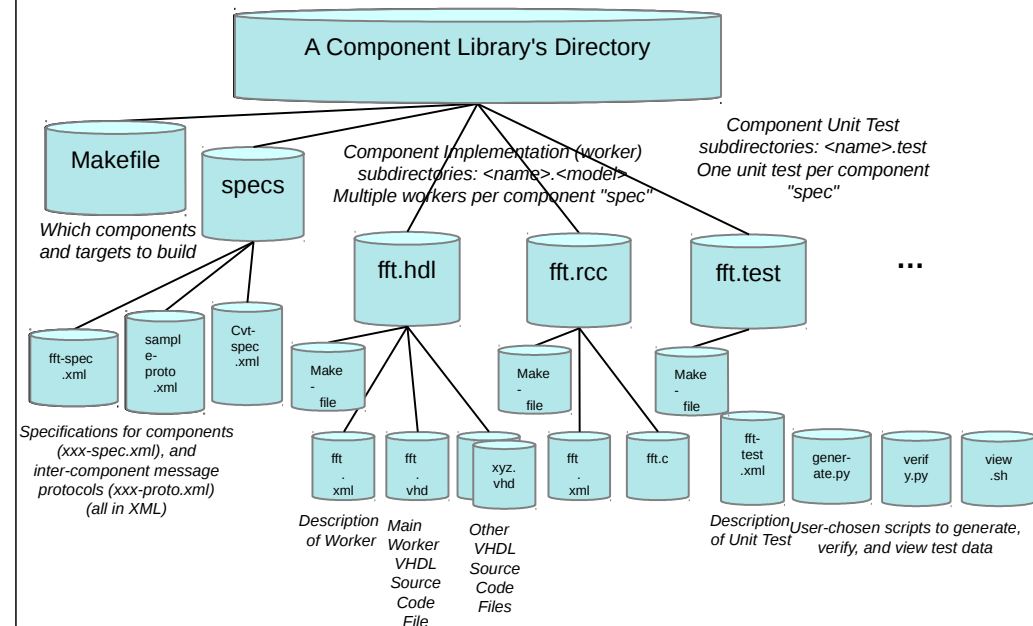 A Component Library's Directory
Makefile
specs
Component Implementation (worker)
subdirectories: <name>.<model>
Multiple workers per component "spec"
Component Unit Test
subdirectories: <name>.test
One unit test per component
"spec"
Which components
and targets to build
fft.hdl
fft.rcc
fft.test
...
fft-spec
.xml
sampl
e-
proto
.xml
Cvt-
spec
.xml
Make
-
file
Make
-
file
Make
-
file
Specifications for components
(xxx-spec.xml), and
inter-component message
protocols (xxx-proto.xml)
(all in XML)
fft
.
xml
fft
.
vhd
xyz.
vhd
fft
.
xml
fft.c
fft-
test
.xml
gener-
ate.py
verif
y.py
view
.sh
Description
of Worker
Main
Worker
VHDL
Source
Code
File
Other
VHDL
Source
Code
Files
Description
of Unit Test
User-chosen scripts to generate,
verify, and view test data